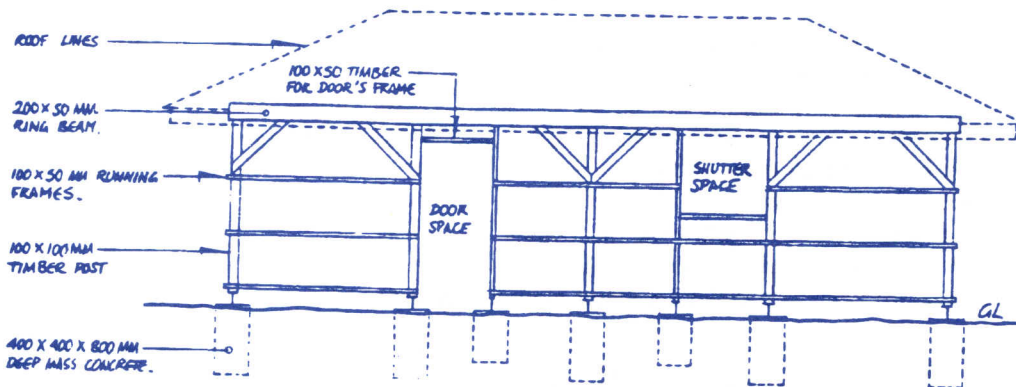 ROOF LINES
100 X 50 TIMBER
FOR DOOR'S FRAME
200 X 50 MM.
RING BEAM.
100 X 50 MM RUNNING
FRAMES.
SHUTTER
SPACE
DOOR
SPACE
100 X 100 MM
TIMBER POST
GL
400 X 400 X 800 MM
DEEP MASS CONCRETE.